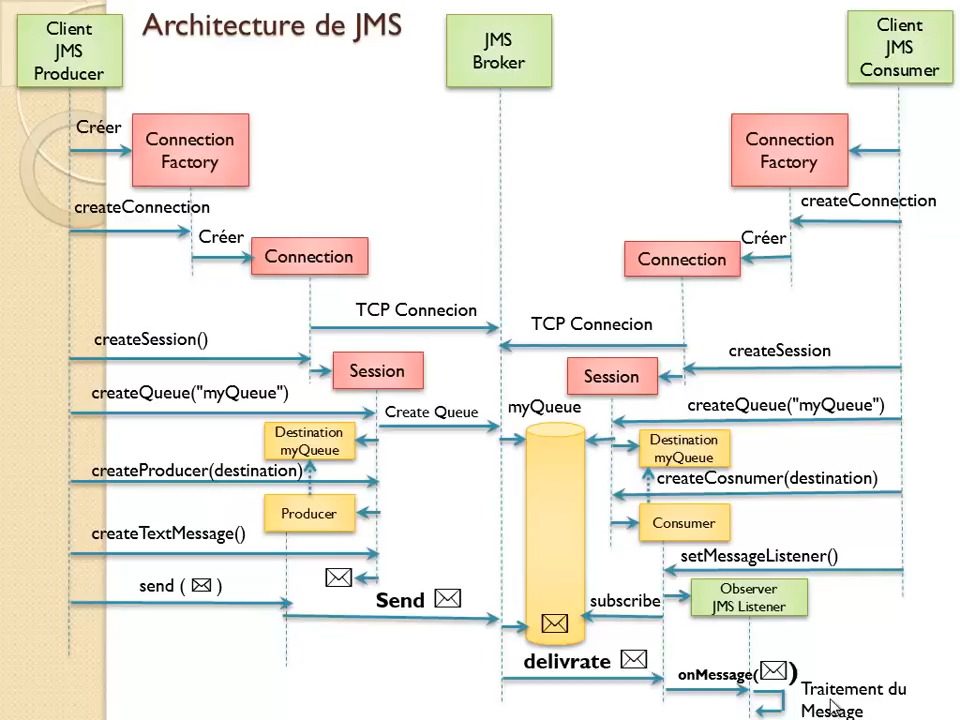 Architecture de JMS
Client
JMS
Producer
JMS
Broker
Client
JMS
Consumer
Créer
Connection
Factory
Connection
Factory
createConnection
createConnection
Créer
Connection
Créer
Connection
TCP Connecion
TCP Connecion
createSession()
createSession
Session
Session
createQueue("myQueue")
Create Queue
myQueue
createQueue("myQueue")
Destination
myQueue
Destination
myQueue
createProducer(destination)
createCosnumer(destination)
Producer
Consumer
createTextMessage()
setMessageListener()
send ( )
Send
subscribe
Observer
JMS Listener
delivrate
onMessage( )
Traitement du
Message